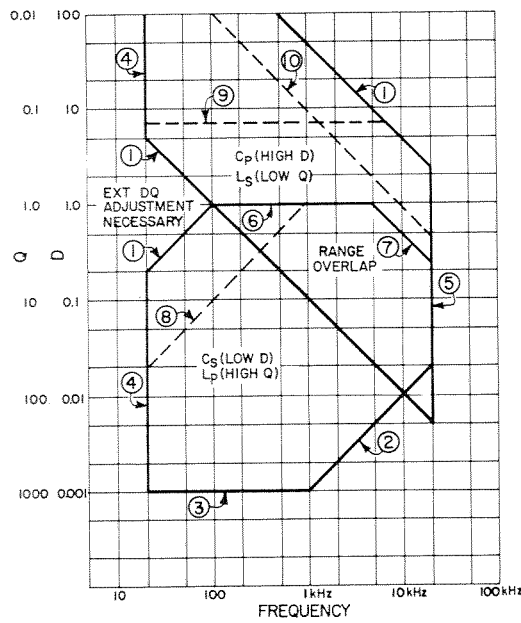 0.01 100
④
⑩
①
⑨
0.1 10
①
Cp (HIGH D)
Ls (LOW Q)
EXT DQ
ADJUSTMENT
NECESSARY
1.0 1.0
⑥
⑦
①
RANGE
OVERLAP
Q D
10 0.1
⑤
⑧
Cs (LOW D)
Lp (HIGH Q)
④
100 0.01
②
1000 0.001
③
10 100 1kHz 10kHz 100kHz
FREQUENCY